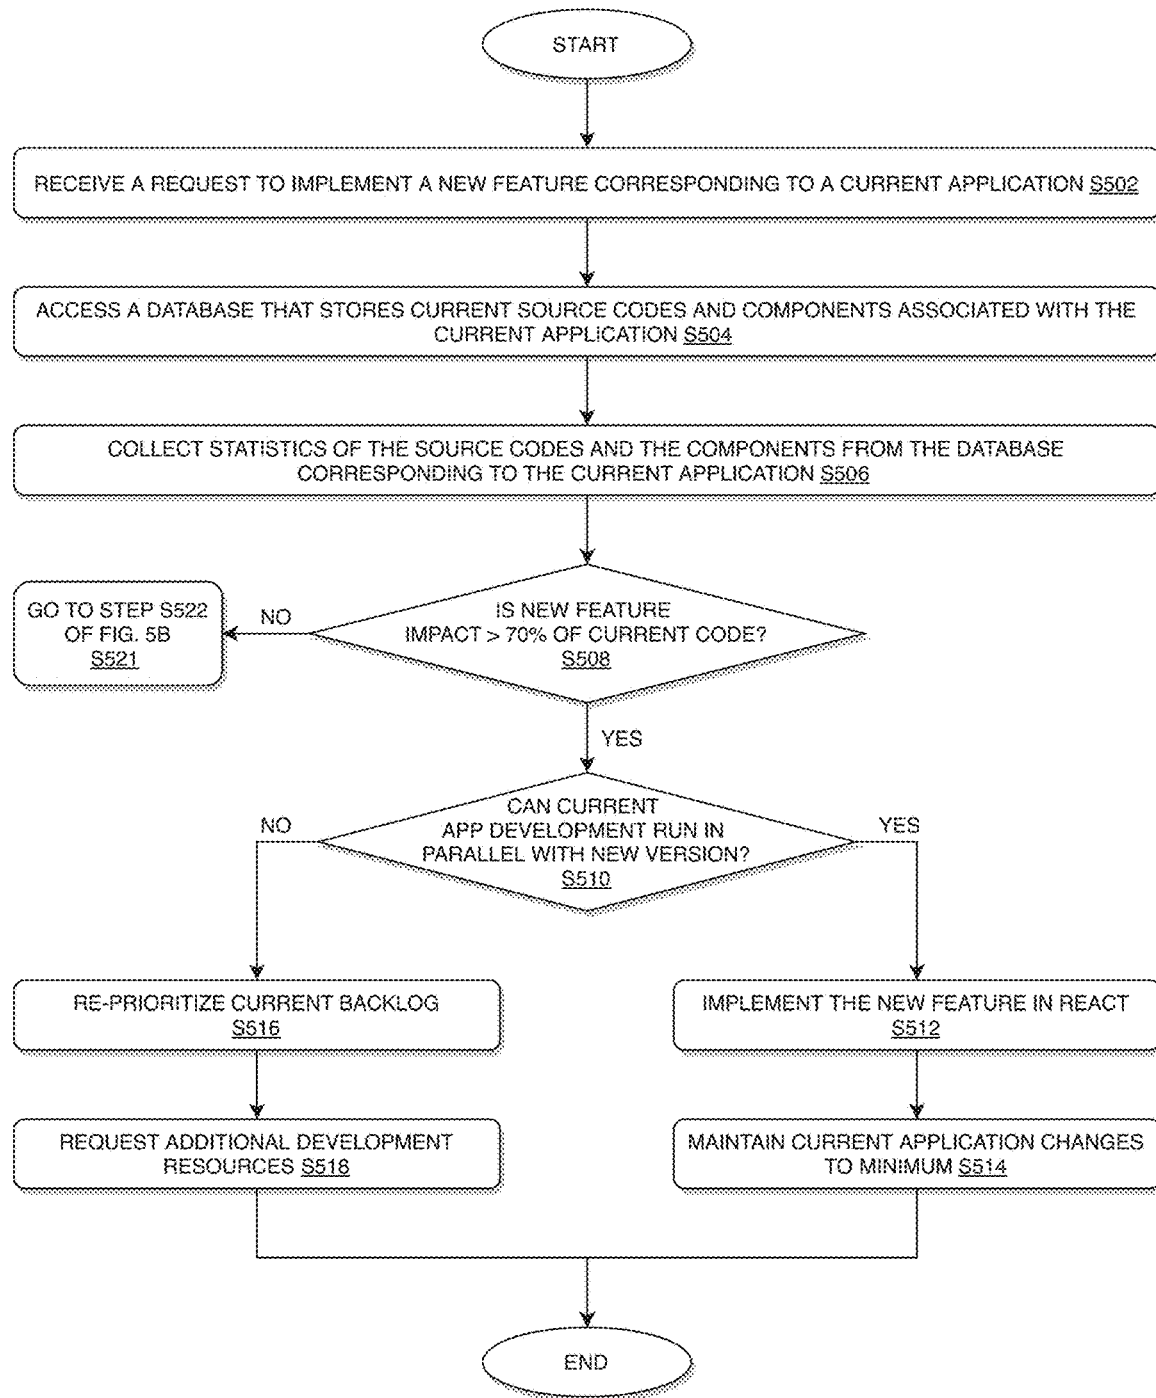 START
RECEIVE A REQUEST TO IMPLEMENT A NEW FEATURE CORRESPONDING TO A CURRENT APPLICATION S502
ACCESS A DATABASE THAT STORES CURRENT SOURCE CODES AND COMPONENTS ASSOCIATED WITH THE
CURRENT APPLICATION S504
COLLECT STATISTICS OF THE SOURCE CODES AND THE COMPONENTS FROM THE DATABASE
CORRESPONDING TO THE CURRENT APPLICATION S506
GO TO STEP S522
OF FIG. 5B
S521
NO
IS NEW FEATURE
IMPACT > 70% OF CURRENT CODE?
S508
YES
NO
CAN CURRENT
APP DEVELOPMENT RUN IN
PARALLEL WITH NEW VERSION?
S510
YES
RE-PRIORITIZE CURRENT BACKLOG
S516
IMPLEMENT THE NEW FEATURE IN REACT
S512
REQUEST ADDITIONAL DEVELOPMENT
RESOURCES S518
MAINTAIN CURRENT APPLICATION CHANGES
TO MINIMUM S514
END